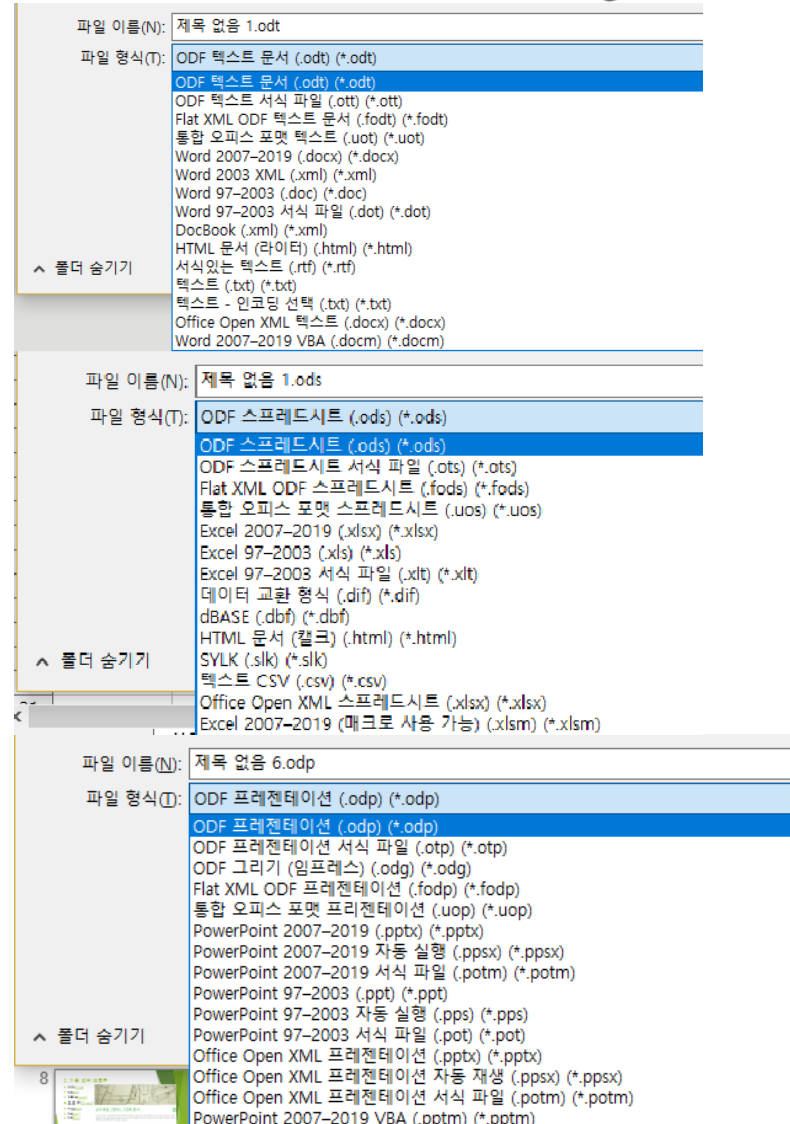 파일 이름(N): 제목 없음 1.odt
파일 형식(T): ODF 텍스트 문서 (.odt) (*.odt)
ODF 텍스트 문서 (.odt) (*.odt)
ODF 텍스트 서식 파일 (.ott) (*.ott)
Flat XML ODF 텍스트 문서 (.fodt) (*.fodt)
통합 오피스 포맷 텍스트 (.uot) (*.uot)
Word 2007–2019 (.docx) (*.docx)
Word 2003 XML (.xml) (*.xml)
Word 97–2003 (.doc) (*.doc)
Word 97–2003 서식 파일 (.dot) (*.dot)
DocBook (.xml) (*.xml)
HTML 문서 (라이터) (.html) (*.html)
서식있는 텍스트 (.rtf) (*.rtf)
텍스트 (.txt) (*.txt)
텍스트 - 인코딩 선택 (.txt) (*.txt)
Office Open XML 텍스트 (.docx) (*.docx)
Word 2007–2019 VBA (.docm) (*.docm)
폴더 숨기기
파일 이름(N): 제목 없음 1.ods
파일 형식(T): ODF 스프레드시트 (.ods) (*.ods)
ODF 스프레드시트 (.ods) (*.ods)
ODF 스프레드시트 서식 파일 (.ots) (*.ots)
Flat XML ODF 스프레드시트 (.fods) (*.fods)
통합 오피스 포맷 스프레드시트 (.uos) (*.uos)
Excel 2007–2019 (.xlsx) (*.xlsx)
Excel 97–2003 (.xls) (*.xls)
Excel 97–2003 서식 파일 (.xlt) (*.xlt)
데이터 교환 형식 (.dif) (*.dif)
dBASE (.dbf) (*.dbf)
HTML 문서 (캘크) (.html) (*.html)
SYLK (.slk) (*.slk)
텍스트 CSV (.csv) (*.csv)
Office Open XML 스프레드시트 (.xlsx) (*.xlsx)
Excel 2007–2019 (매크로 사용 가능) (.xlsm) (*.xlsm)
폴더 숨기기
파일 이름(N): 제목 없음 6.odp
파일 형식(T): ODF 프레젠테이션 (.odp) (*.odp)
ODF 프레젠테이션 (.odp) (*.odp)
ODF 프레젠테이션 서식 파일 (.otp) (*.otp)
ODF 그리기 (임프레스) (.odg) (*.odg)
Flat XML ODF 프레젠테이션 (.fodp) (*.fodp)
통합 오피스 포맷 프리젠테이션 (.uop) (*.uop)
PowerPoint 2007–2019 (.pptx) (*.pptx)
PowerPoint 2007–2019 자동 실행 (.ppsx) (*.ppsx)
PowerPoint 2007–2019 서식 파일 (.potm) (*.potm)
PowerPoint 97–2003 (.ppt) (*.ppt)
PowerPoint 97–2003 자동 실행 (.pps) (*.pps)
PowerPoint 97–2003 서식 파일 (.pot) (*.pot)
Office Open XML 프레젠테이션 (.pptx) (*.pptx)
Office Open XML 프레젠테이션 자동 재생 (.ppsx) (*.ppsx)
Office Open XML 프레젠테이션 서식 파일 (.potm) (*.potm)
PowerPoint 2007–2019 VBA (.pptm) (*.pptm)
폴더 숨기기
8